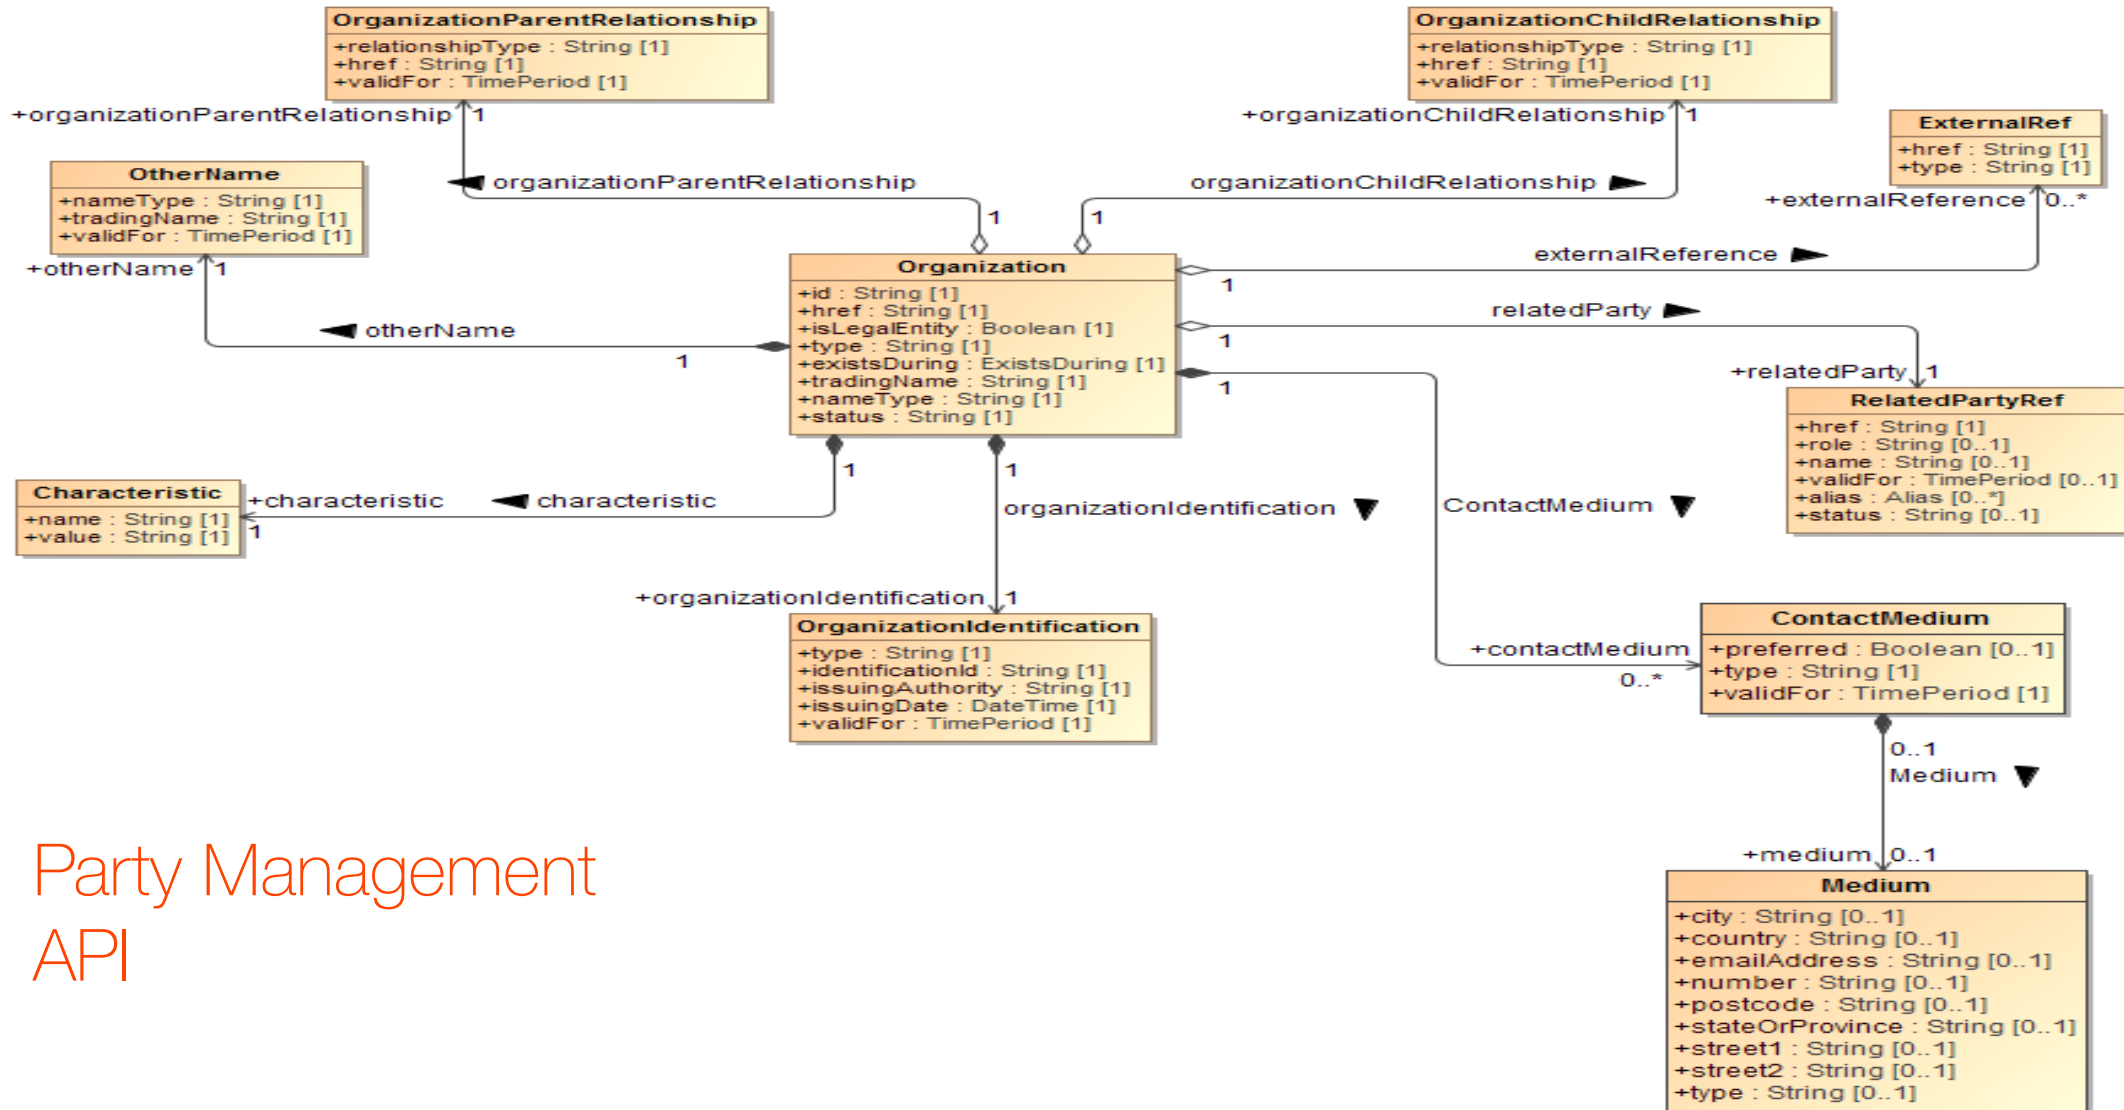 OrganizationParentRelationship
+relationshipType : String [1]
+href : String [1]
+validFor : TimePeriod [1]
+organizationParentRelationship 1
OrganizationChildRelationship
+relationshipType : String [1]
+href : String [1]
+validFor : TimePeriod [1]
+organizationChildRelationship 1
ExternalRef
+href : String [1]
+type : String [1]
+externalReference 0..*
OtherName
+nameType : String [1]
+tradingName : String [1]
+validFor : TimePeriod [1]
+otherName 1
organizationParentRelationship
1
organizationChildRelationship
1
externalReference
1
relatedParty
1
otherName
1
Organization
+id : String [1]
+href : String [1]
+isLegalEntity : Boolean [1]
+type : String [1]
+existsDuring : ExistsDuring [1]
+tradingName : String [1]
+nameType : String [1]
+status : String [1]
1
+relatedParty 1
RelatedPartyRef
+href : String [1]
+role : String [0..1]
+name : String [0..1]
+validFor : TimePeriod [0..1]
+alias : Alias [0..*]
+status : String [0..1]
1
1
Characteristic
+name : String [1]
+value : String [1]
+characteristic
1
characteristic
organizationIdentification
ContactMedium
+organizationIdentification 1
OrganizationIdentification
+type : String [1]
+identificationId : String [1]
+issuingAuthority : String [1]
+issuingDate : DateTime [1]
+validFor : TimePeriod [1]
+contactMedium
0..*
ContactMedium
+preferred : Boolean [0..1]
+type : String [1]
+validFor : TimePeriod [1]
0..1
Medium
+medium 0..1
Medium
+city : String [0..1]
+country : String [0..1]
+emailAddress : String [0..1]
+number : String [0..1]
+postcode : String [0..1]
+stateOrProvince : String [0..1]
+street1 : String [0..1]
+street2 : String [0..1]
+type : String [0..1]
Party Management
API